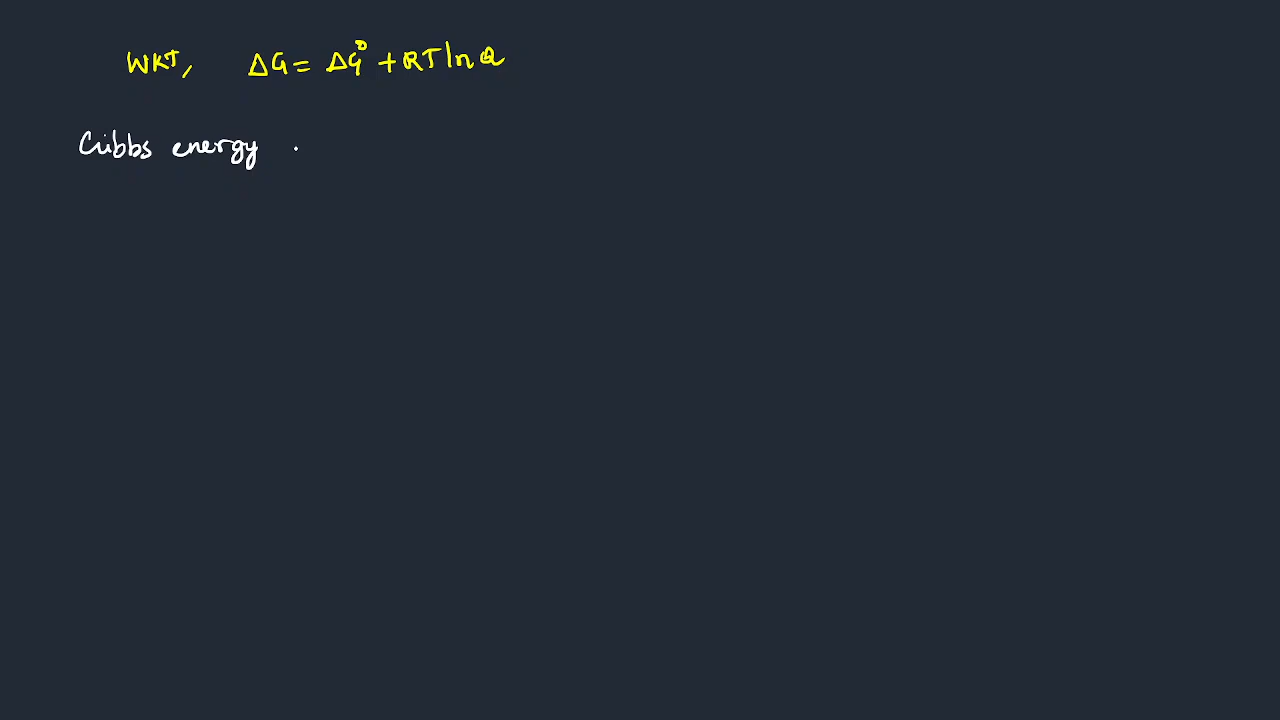 WKT, ΔG = ΔG° + RT ln Q
Gibbs energy .